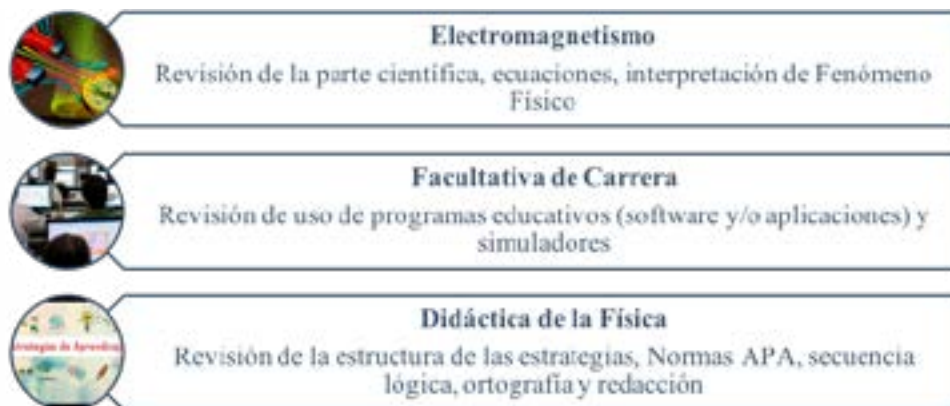 Electromagnetismo
Revisión de la parte científica, ecuaciones, interpretación de Fenómeno
Físico
Facultativa de Carrera
Revisión de uso de programas educativos (software y/o aplicaciones) y
simuladores
Didáctica de la Física
Revisión de la estructura de las estrategias, Normas APA, secuencia
lógica, ortografía y redacción